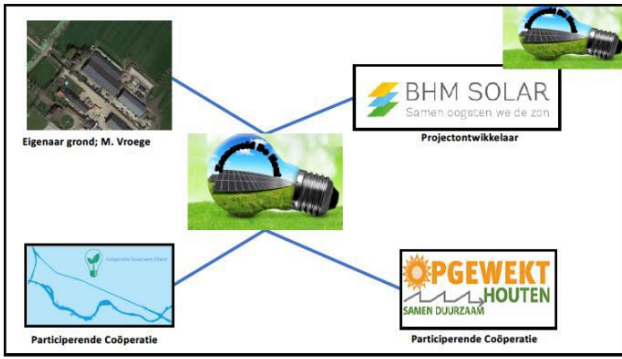 BHM SOLAR
Samen oogsten we de zon
Projectontwikkelaar
Eigenaar grond; M. Vroege
OPGEWEKT
HOUTEN
SAMEN DUURZAAM
Participerende Coöperatie
Participerende Coöperatie